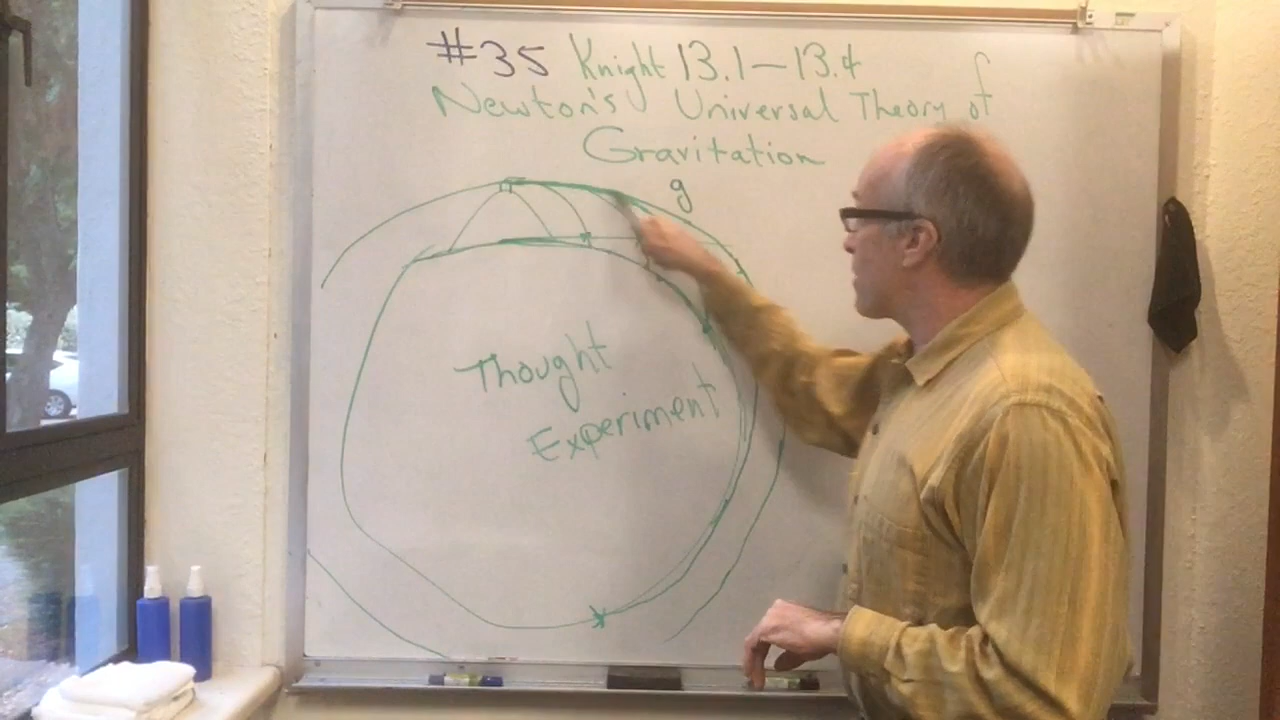 #35 Knight 13.1-13.4
Newton's Universal Theory of
Gravitation
g
Thought
Experiment